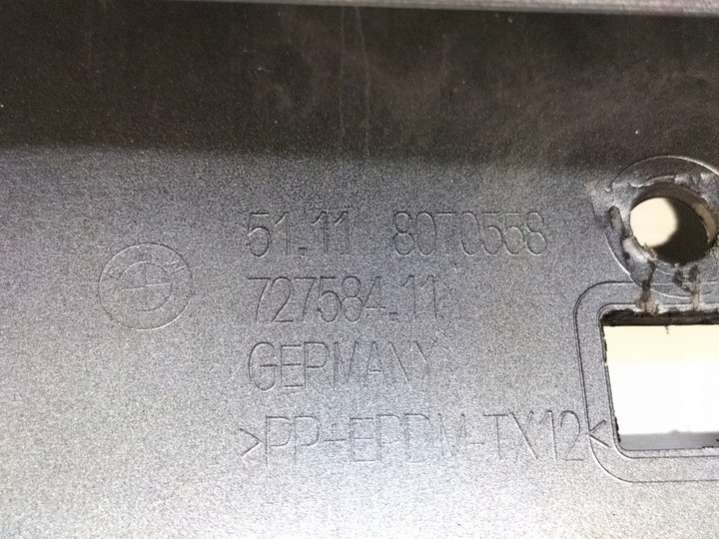 51.11 8070558
727584.11
GERMANY
>PP+EPDM-TX12<